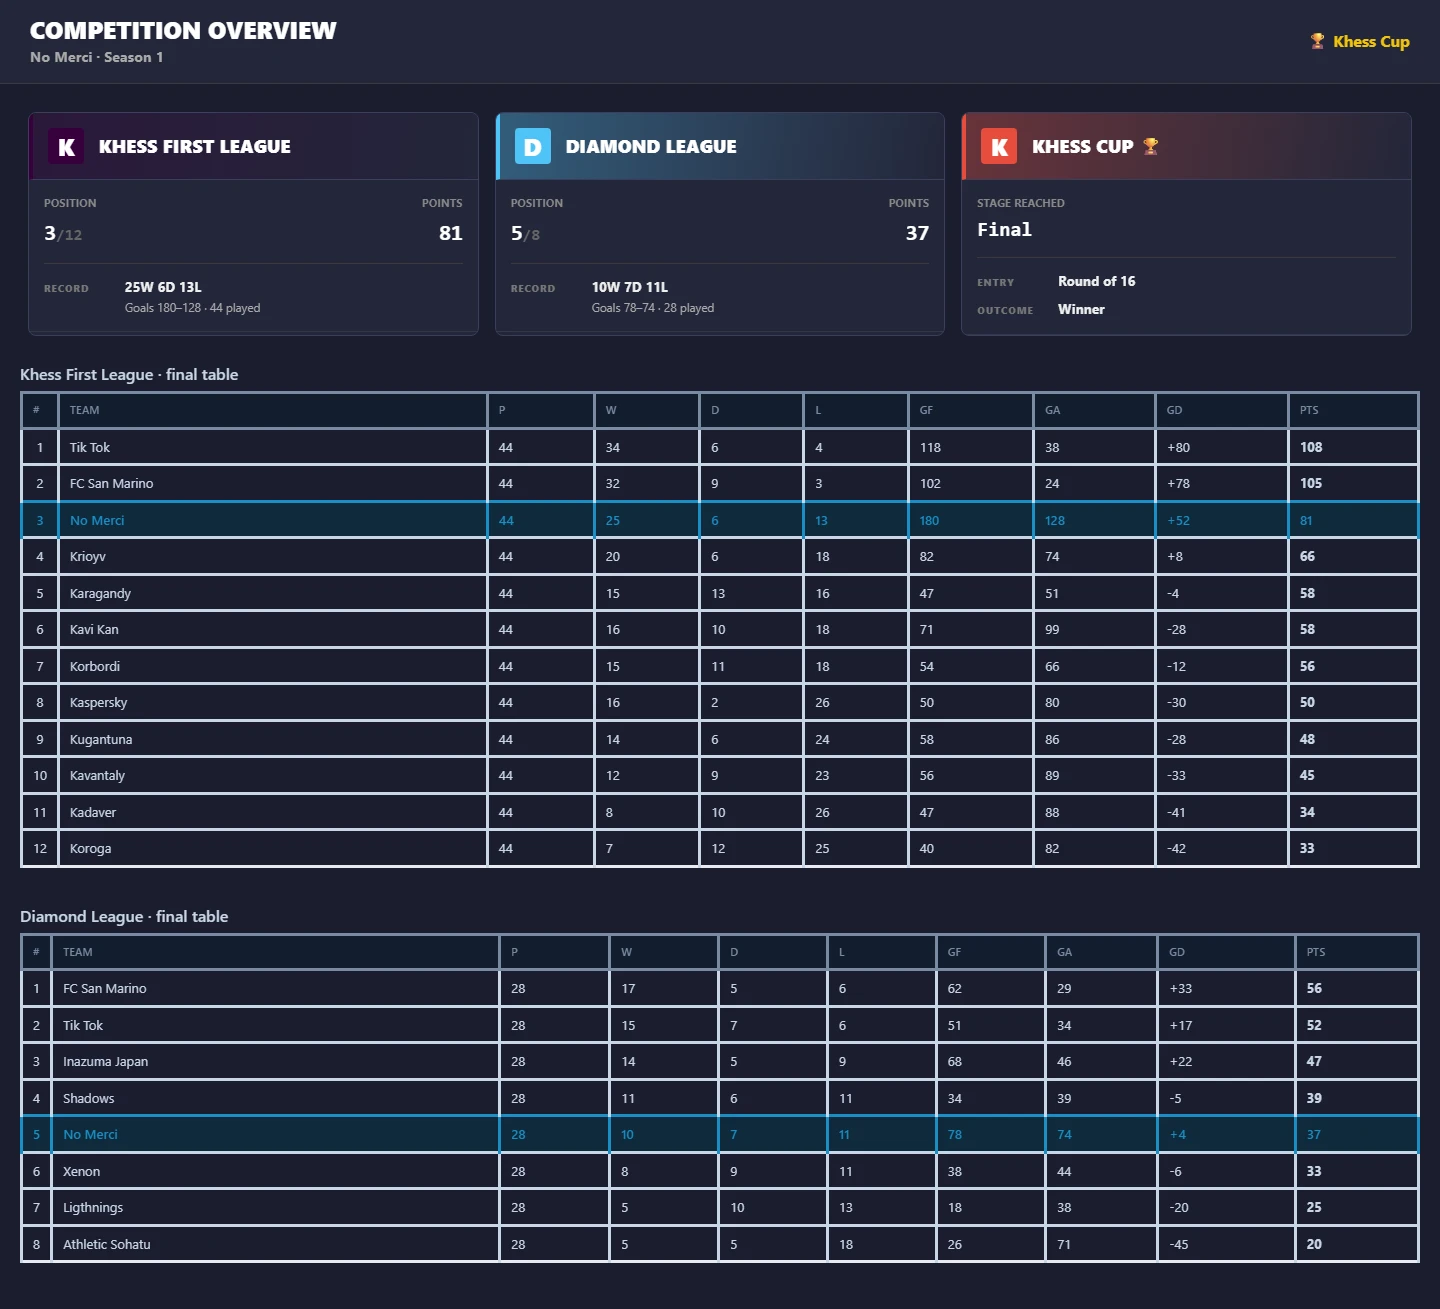 COMPETITION OVERVIEW
No Merci · Season 1
🏆 Khess Cup
K KHESS FIRST LEAGUE
POSITION POINTS
3/12 81
RECORD 25W 6D 13L
Goals 180–128 · 44 played
D DIAMOND LEAGUE
POSITION POINTS
5/8 37
RECORD 10W 7D 11L
Goals 78–74 · 28 played
K KHESS CUP 🏆
STAGE REACHED
Final
ENTRY Round of 16
OUTCOME Winner
Khess First League · final table
# TEAM P W D L GF GA GD PTS
1 Tik Tok 44 34 6 4 118 38 +80 108
2 FC San Marino 44 32 9 3 102 24 +78 105
3 No Merci 44 25 6 13 180 128 +52 81
4 Krioyv 44 20 6 18 82 74 +8 66
5 Karagandy 44 15 13 16 47 51 -4 58
6 Kavi Kan 44 16 10 18 71 99 -28 58
7 Korbordi 44 15 11 18 54 66 -12 56
8 Kaspersky 44 16 2 26 50 80 -30 50
9 Kugantuna 44 14 6 24 58 86 -28 48
10 Kavantaly 44 12 9 23 56 89 -33 45
11 Kadaver 44 8 10 26 47 88 -41 34
12 Koroga 44 7 12 25 40 82 -42 33
Diamond League · final table
# TEAM P W D L GF GA GD PTS
1 FC San Marino 28 17 5 6 62 29 +33 56
2 Tik Tok 28 15 7 6 51 34 +17 52
3 Inazuma Japan 28 14 5 9 68 46 +22 47
4 Shadows 28 11 6 11 34 39 -5 39
5 No Merci 28 10 7 11 78 74 +4 37
6 Xenon 28 8 9 11 38 44 -6 33
7 Ligthnings 28 5 10 13 18 38 -20 25
8 Athletic Sohatu 28 5 5 18 26 71 -45 20